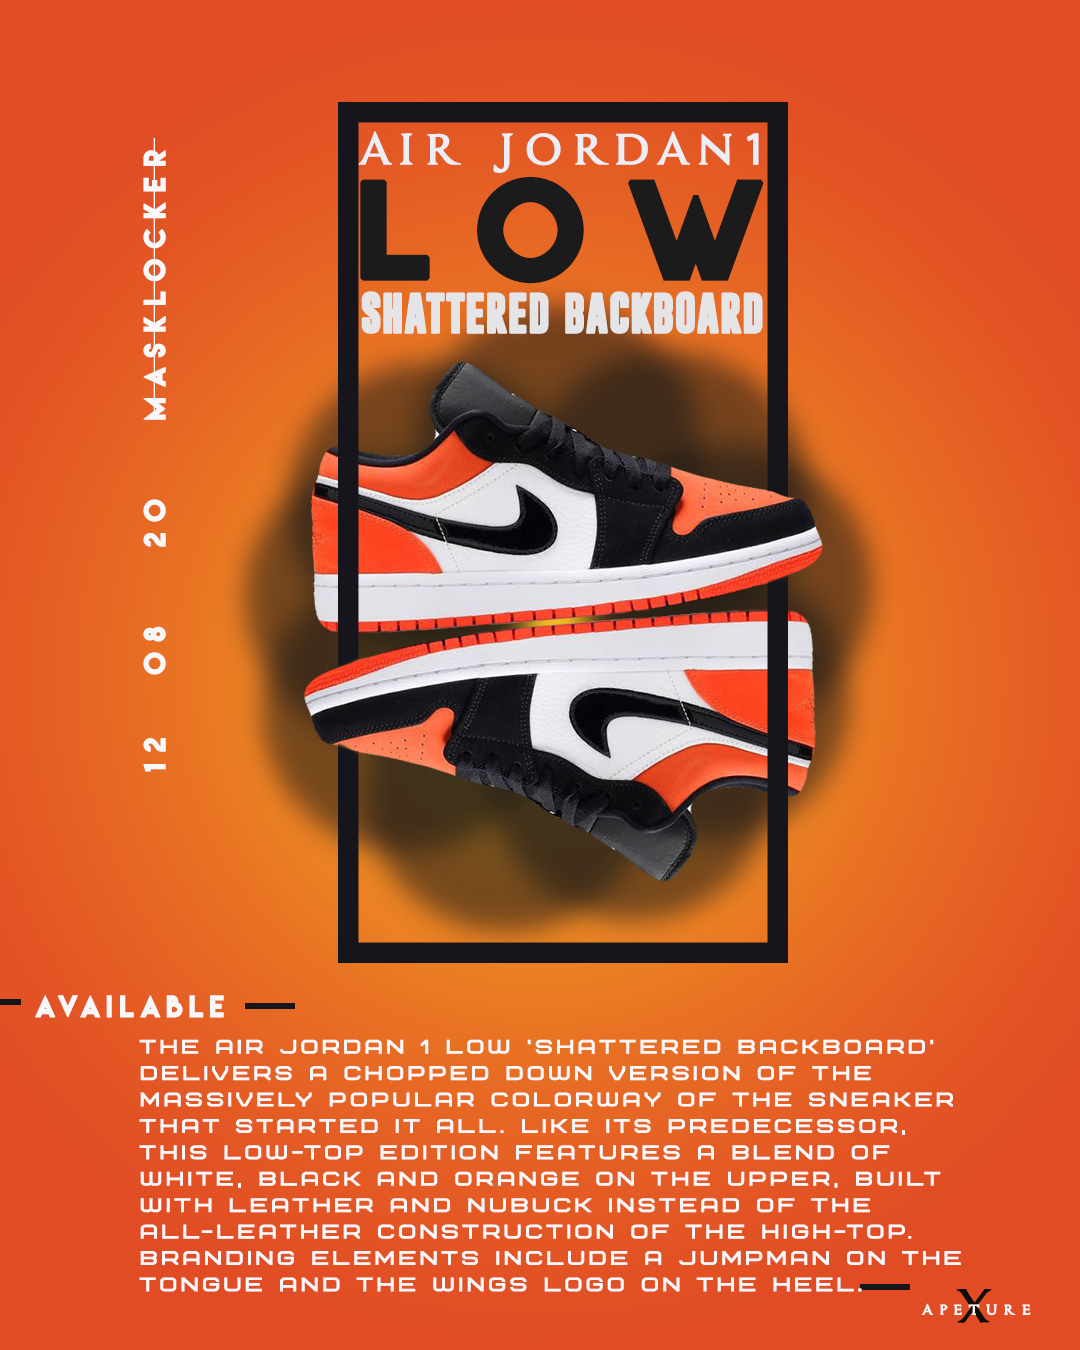 AIR JORDAN1
LOW
SHATTERED BACKBOARD
MASKLOCKER
12 08 20
AVAILABLE
THE AIR JORDAN 1 LOW 'SHATTERED BACKBOARD'
DELIVERS A CHOPPED DOWN VERSION OF THE
MASSIVELY POPULAR COLORWAY OF THE SNEAKER
THAT STARTED IT ALL. LIKE ITS PREDECESSOR,
THIS LOW-TOP EDITION FEATURES A BLEND OF
WHITE, BLACK AND ORANGE ON THE UPPER, BUILT
WITH LEATHER AND NUBUCK INSTEAD OF THE
ALL-LEATHER CONSTRUCTION OF THE HIGH-TOP.
BRANDING ELEMENTS INCLUDE A JUMPMAN ON THE
TONGUE AND THE WINGS LOGO ON THE HEEL.
X
APETURE